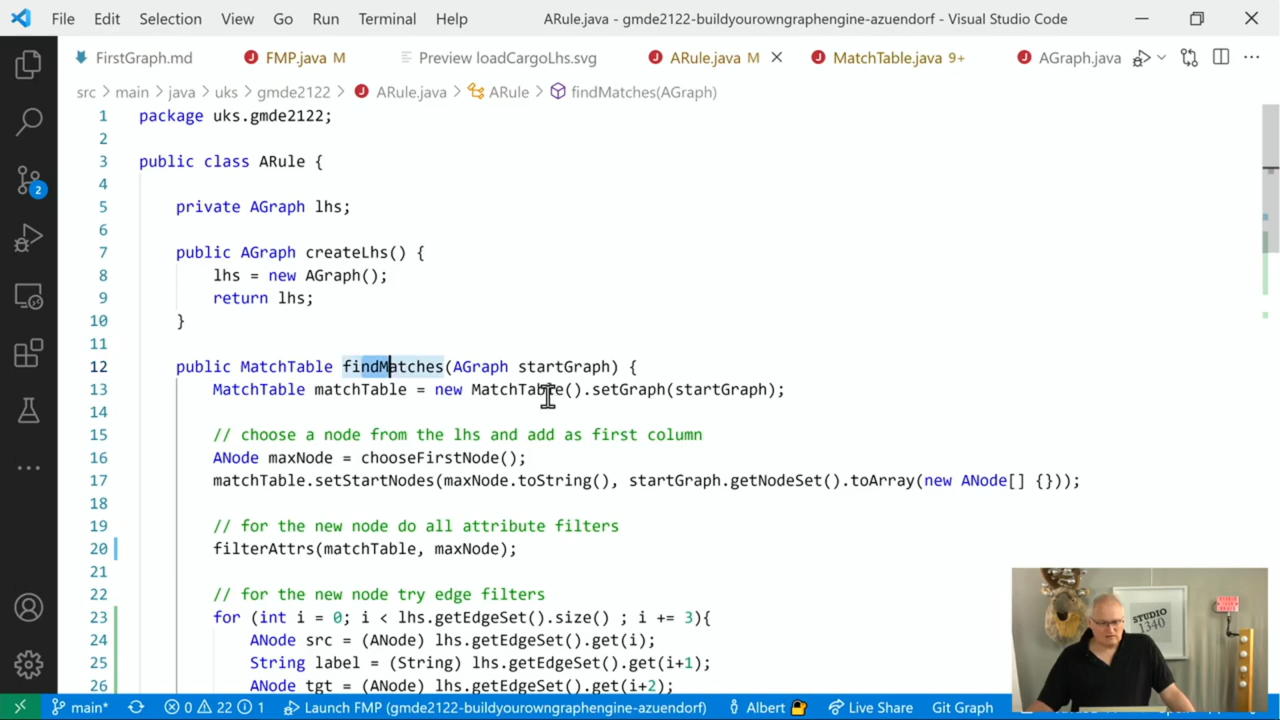 File Edit Selection View Go Run Terminal Help ARule.java - gmde2122-buildyourowngraphengine-azuendorf - Visual Studio Code
FirstGraph.md FMP.java M Preview loadCargoLhs.svg ARule.java M MatchTable.java 9+ AGraph.java
src > main > java > uks > gmde2122 > ARule.java > ARule > findMatches(AGraph)
1 package uks.gmde2122;
2
3 public class ARule {
4
5 private AGraph lhs;
6
7 public AGraph createLhs() {
8 lhs = new AGraph();
9 return lhs;
10 }
11
12 public MatchTable findMatches(AGraph startGraph) {
13 MatchTable matchTable = new MatchTable().setGraph(startGraph);
14
15 // choose a node from the lhs and add as first column
16 ANode maxNode = chooseFirstNode();
17 matchTable.setStartNodes(maxNode.toString(), startGraph.getNodeSet().toArray(new ANode[] {}));
18
19 // for the new node do all attribute filters
20 filterAttrs(matchTable, maxNode);
21
22 // for the new node try edge filters
23 for (int i = 0; i < lhs.getEdgeSet().size() ; i += 3){
24 ANode src = (ANode) lhs.getEdgeSet().get(i);
25 String label = (String) lhs.getEdgeSet().get(i+1);
26 ANode tgt = (ANode) lhs.getEdgeSet().get(i+2);
2
STUDIO
1340
main* 0 22 1 Launch FMP (gmde2122-buildyourowngraphengine-azuendorf) Albert Live Share Git Graph